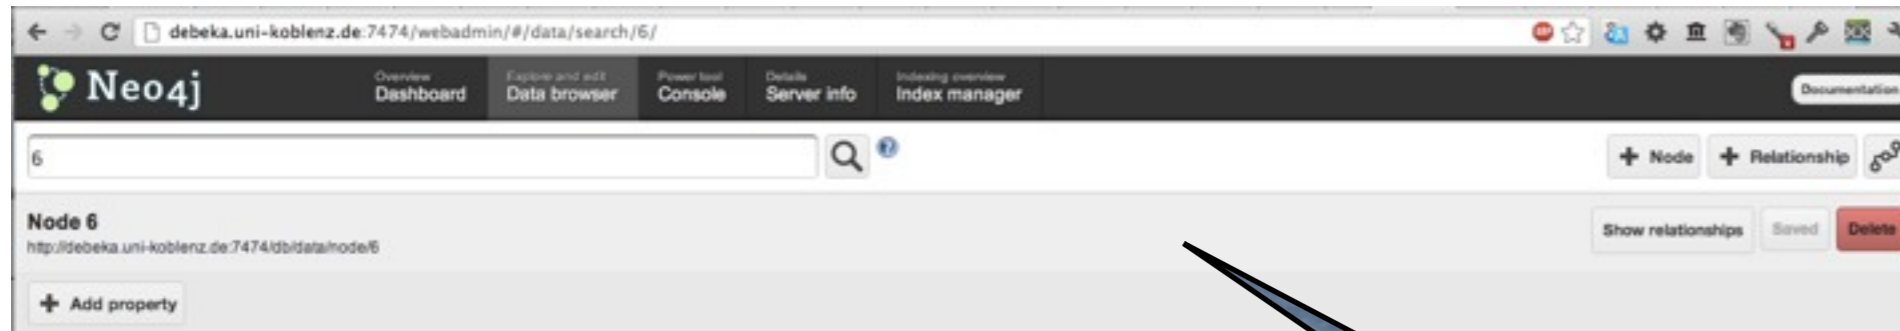 debeka.uni-koblenz.de:7474/webadmin/#/data/search/6/
Neo4j
Overview
Dashboard
Explore and edit
Data browser
Power tool
Console
Details
Server info
Indexing overview
Index manager
Documentation
6
+ Node
+ Relationship
Node 6
http://debeka.uni-koblenz.de:7474/db/data/node/6
Show relationships
Saved
Delete
+ Add property